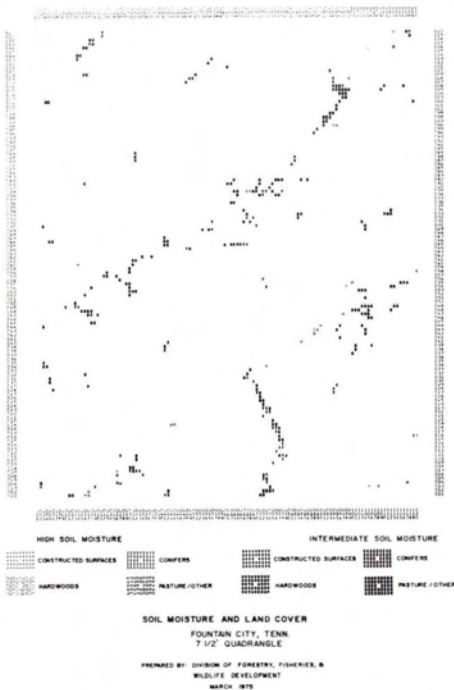 HIGH SOIL MOISTURE
INTERMEDIATE SOIL MOISTURE
CONSTRUCTED SURFACES
CONIFERS
CONSTRUCTED SURFACES
CONIFERS
HARDWOODS
PASTURE/OTHER
HARDWOODS
PASTURE/OTHER
SOIL MOISTURE AND LAND COVER
FOUNTAIN CITY, TENN.
7 1/2' QUADRANGLE
PREPARED BY: DIVISION OF FORESTRY, FISHERIES, &
WILDLIFE DEVELOPMENT
MARCH 1975